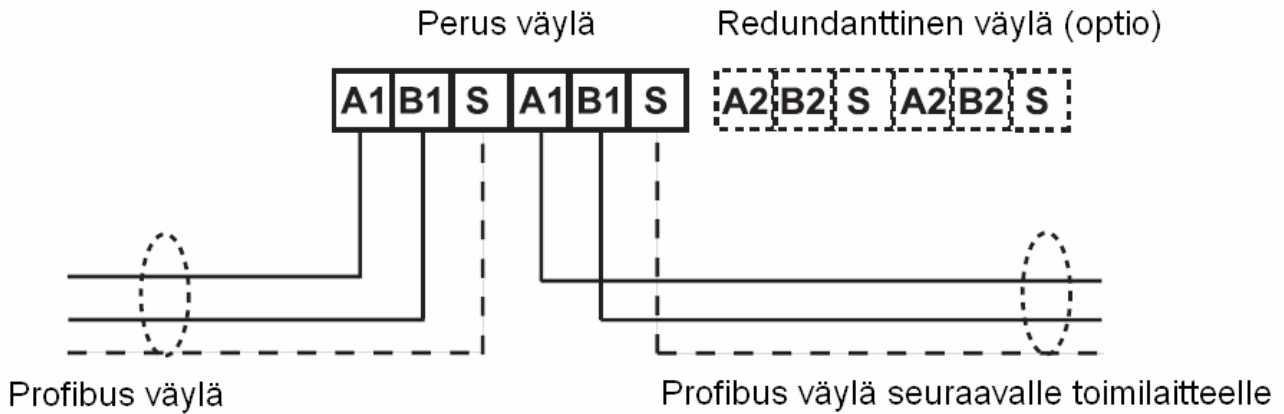 Perus väylä Redundanttinen väylä (optio)
A1 B1 S A1 B1 S A2 B2 S A2 B2 S
Profibus väylä Profibus väylä seuraavalle toimilaitteelle